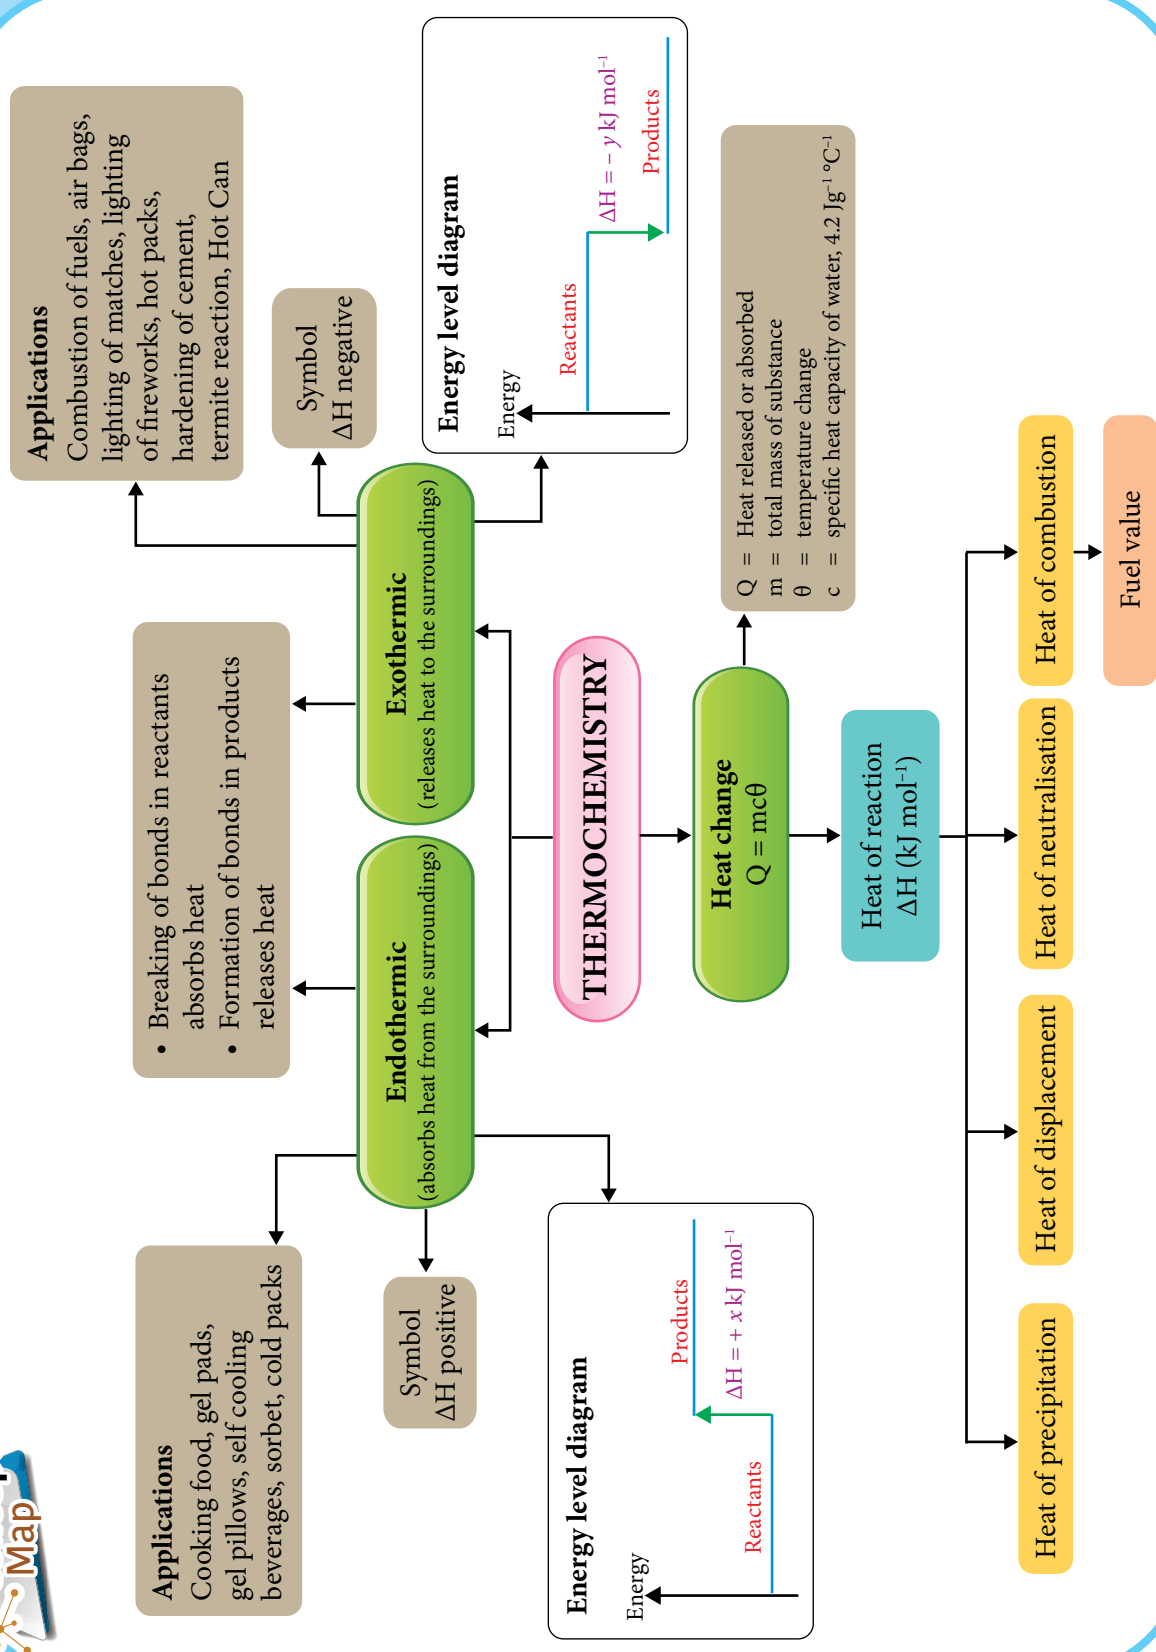 Map
Applications
Cooking food, gel pads,
gel pillows, self cooling
beverages, sorbet, cold packs
Symbol
ΔH positive
Energy level diagram
Energy
Reactants
Products
ΔH = + x kJ mol⁻¹
• Breaking of bonds in reactants
absorbs heat
• Formation of bonds in products
releases heat
Endothermic
(absorbs heat from the surroundings)
Exothermic
(releases heat to the surroundings)
Applications
Combustion of fuels, air bags,
lighting of matches, lighting
of fireworks, hot packs,
hardening of cement,
termite reaction, Hot Can
Symbol
ΔH negative
Energy level diagram
Energy
Reactants
ΔH = – y kJ mol⁻¹
Products
THERMOCHEMISTRY
Heat change
Q = mcθ
Q = Heat released or absorbed
m = total mass of substance
θ = temperature change
c = specific heat capacity of water, 4.2 Jg⁻¹ °C⁻¹
Heat of reaction
ΔH (kJ mol⁻¹)
Heat of precipitation
Heat of displacement
Heat of neutralisation
Heat of combustion
Fuel value